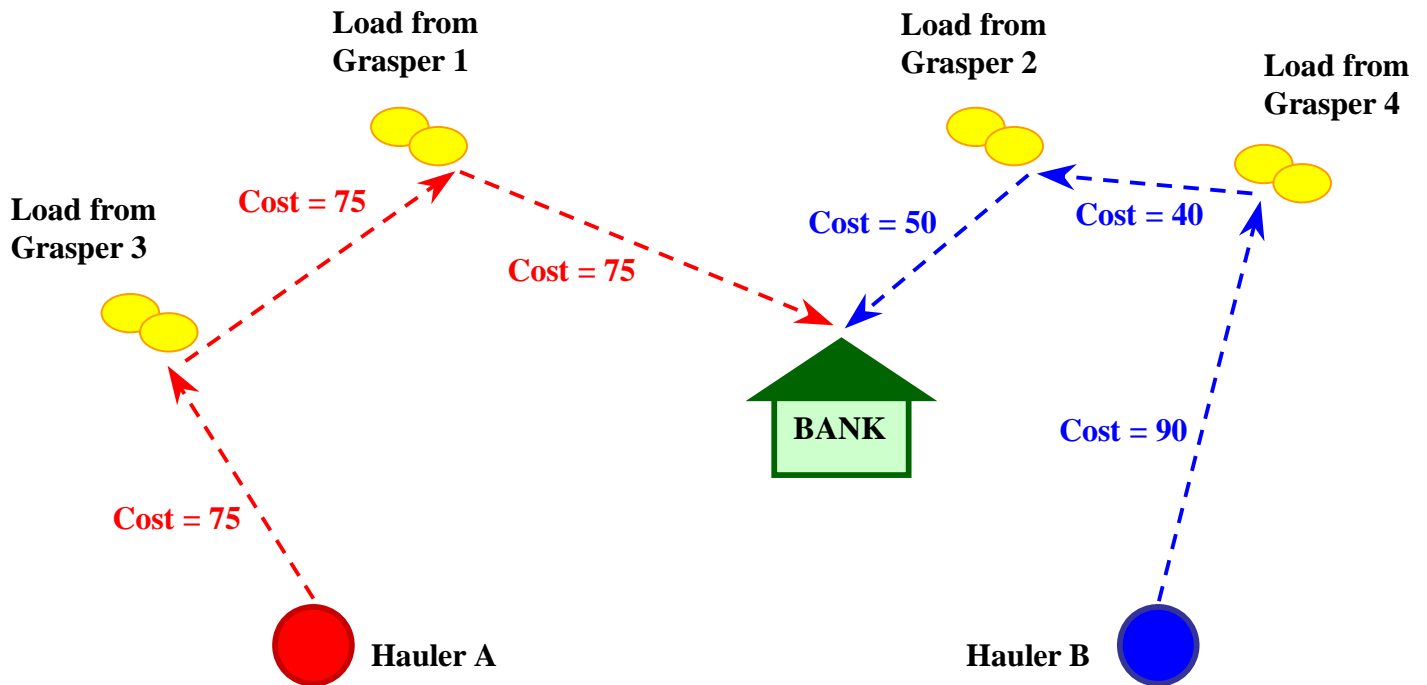 Load from
Grasper 1
Load from
Grasper 2
Load from
Grasper 4
Cost = 75
Load from
Grasper 3
Cost = 50
Cost = 40
Cost = 75
BANK
Cost = 90
Cost = 75
Hauler A
Hauler B